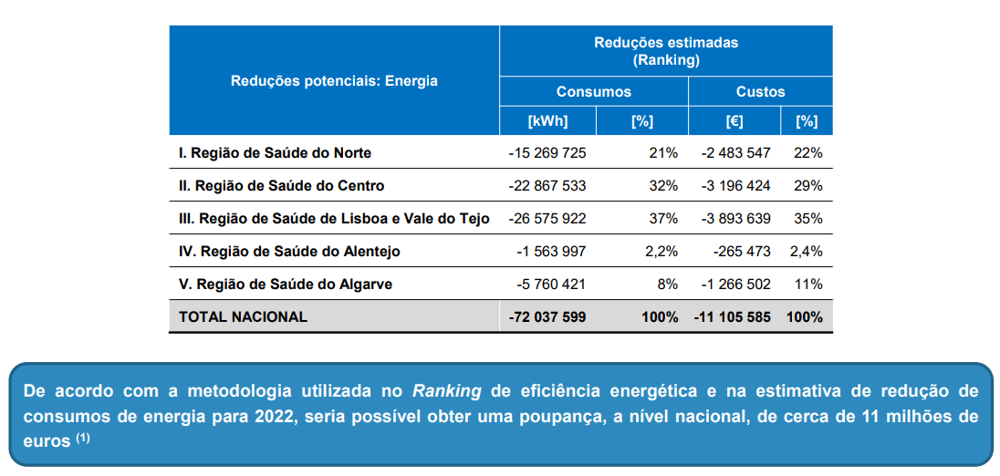 Reduções potenciais: Energia
Reduções estimadas
(Ranking)
Consumos Custos
[kWh] [%] [€] [%]
I. Região de Saúde do Norte -15 269 725 21% -2 483 547 22%
II. Região de Saúde do Centro -22 867 533 32% -3 196 424 29%
III. Região de Saúde de Lisboa e Vale do Tejo -26 575 922 37% -3 893 639 35%
IV. Região de Saúde do Alentejo -1 563 997 2,2% -265 473 2,4%
V. Região de Saúde do Algarve -5 760 421 8% -1 266 502 11%
TOTAL NACIONAL -72 037 599 100% -11 105 585 100%
De acordo com a metodologia utilizada no Ranking de eficiência energética e na estimativa de redução de
consumos de energia para 2022, seria possível obter uma poupança, a nível nacional, de cerca de 11 milhões de
euros (1)